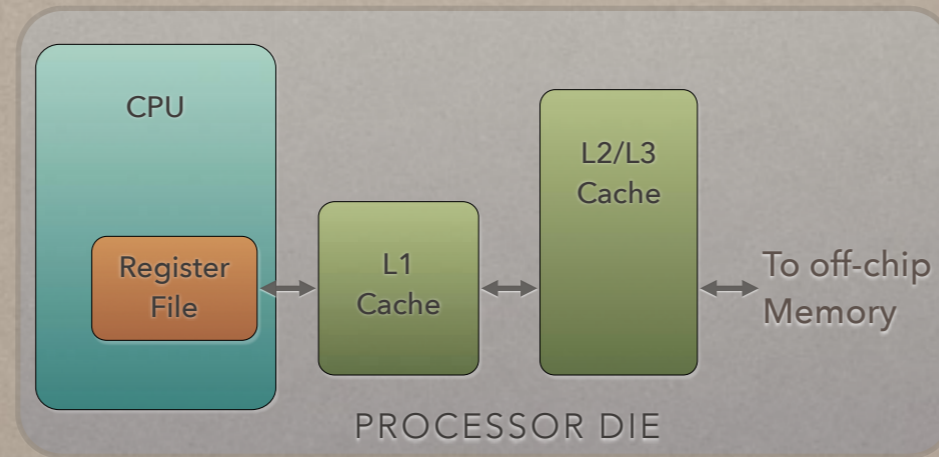 CPU
Register
File
L1
Cache
L2/L3
Cache
To off-chip
Memory
PROCESSOR DIE